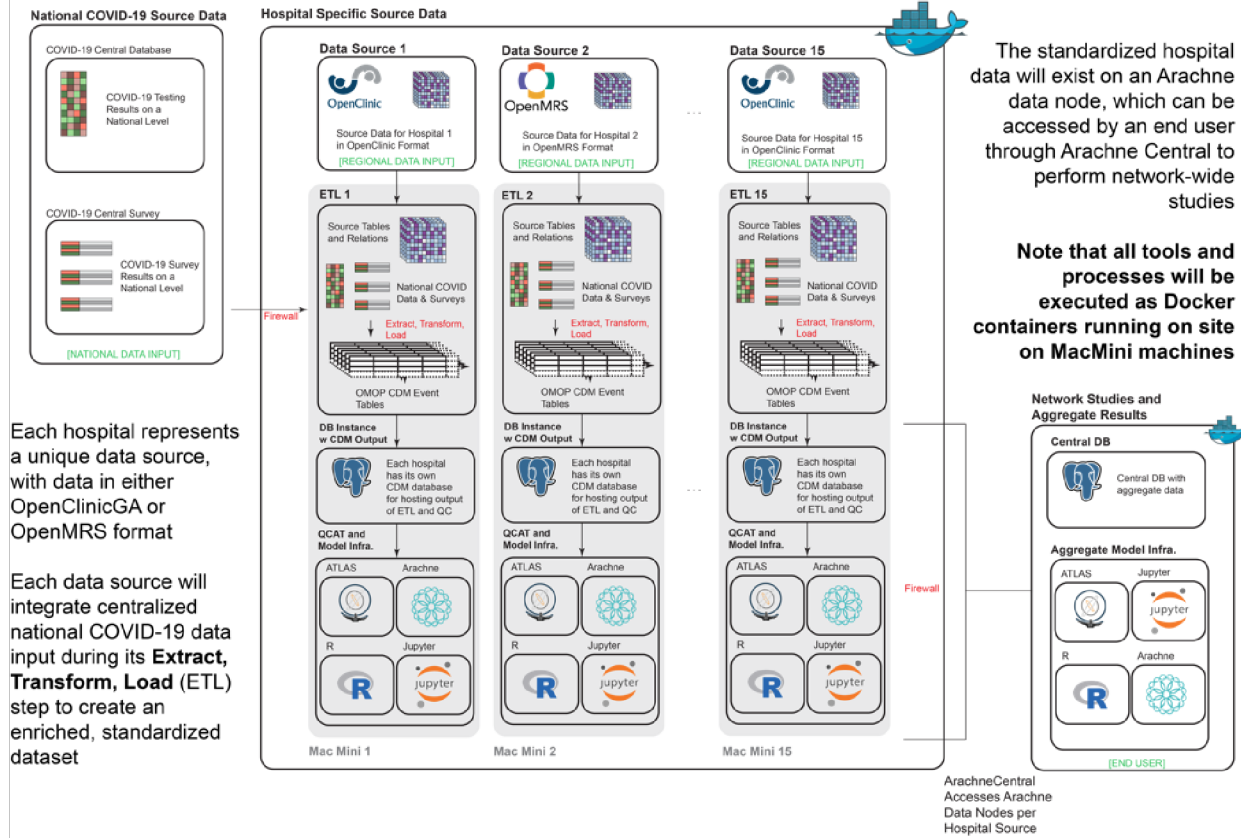 National COVID-19 Source Data
COVID-19 Central Database
COVID-19 Testing
Results on a
National Level
COVID-19 Central Survey
COVID-19 Survey
Results on a
National Level
[NATIONAL DATA INPUT]
Each hospital represents
a unique data source,
with data in either
OpenClinicGA or
OpenMRS format
Each data source will
integrate centralized
national COVID-19 data
input during its Extract,
Transform, Load (ETL)
step to create an
enriched, standardized
dataset
Firewall
Hospital Specific Source Data
Data Source 1
OpenClinic
Source Data for Hospital 1
in OpenClinic Format
[REGIONAL DATA INPUT]
ETL 1
Source Tables
and Relations
National COVID
Data & Surveys
Extract, Transform,
Load
OMOP CDM Event
Tables
DB Instance
w CDM Output
Each hospital
has its own
CDM database
for hosting output
of ETL and QC
QCAT and
Model Infra.
ATLAS
Arachne
R
Jupyter
R
jupyter
Mac Mini 1
Data Source 2
OpenMRS
Source Data for Hospital 2
in OpenMRS Format
[REGIONAL DATA INPUT]
ETL 2
Source Tables
and Relations
National COVID
Data & Surveys
Extract, Transform,
Load
OMOP CDM Event
Tables
DB Instance
w CDM Output
Each hospital
has its own
CDM database
for hosting output
of ETL and QC
QCAT and
Model Infra.
ATLAS
Arachne
R
Jupyter
R
jupyter
Mac Mini 2
...
...
Data Source 15
OpenClinic
Source Data for Hospital 15
in OpenClinic Format
[REGIONAL DATA INPUT]
ETL 15
Source Tables
and Relations
National COVID
Data & Surveys
Extract, Transform,
Load
OMOP CDM Event
Tables
DB Instance
w CDM Output
Each hospital
has its own
CDM database
for hosting output
of ETL and QC
QCAT and
Model Infra.
ATLAS
Arachne
R
Jupyter
R
jupyter
Mac Mini 15
The standardized hospital
data will exist on an Arachne
data node, which can be
accessed by an end user
through Arachne Central to
perform network-wide
studies
Note that all tools and
processes will be
executed as Docker
containers running on site
on MacMini machines
Firewall
Network Studies and
Aggregate Results
Central DB
Central DB with
aggregate data
Aggregate Model Infra.
ATLAS
Jupyter
jupyter
R
Arachne
R
[END USER]
ArachneCentral
Accesses Arachne
Data Nodes per
Hospital Source